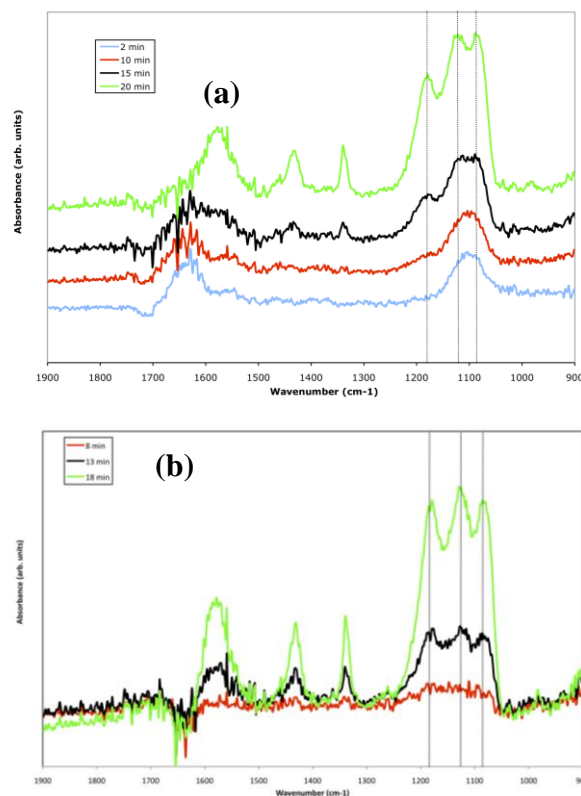 2 min
10 min
15 min
20 min
(a)
Absorbance (arb. units)
1900 1800 1700 1600 1500 1400 1300 1200 1100 1000 900
Wavenumber (cm-1)
8 min
13 min
18 min
(b)
Absorbance (arb. units)
1900 1800 1700 1600 1500 1400 1300 1200 1100 1000 900
Wavenumber (cm-1)